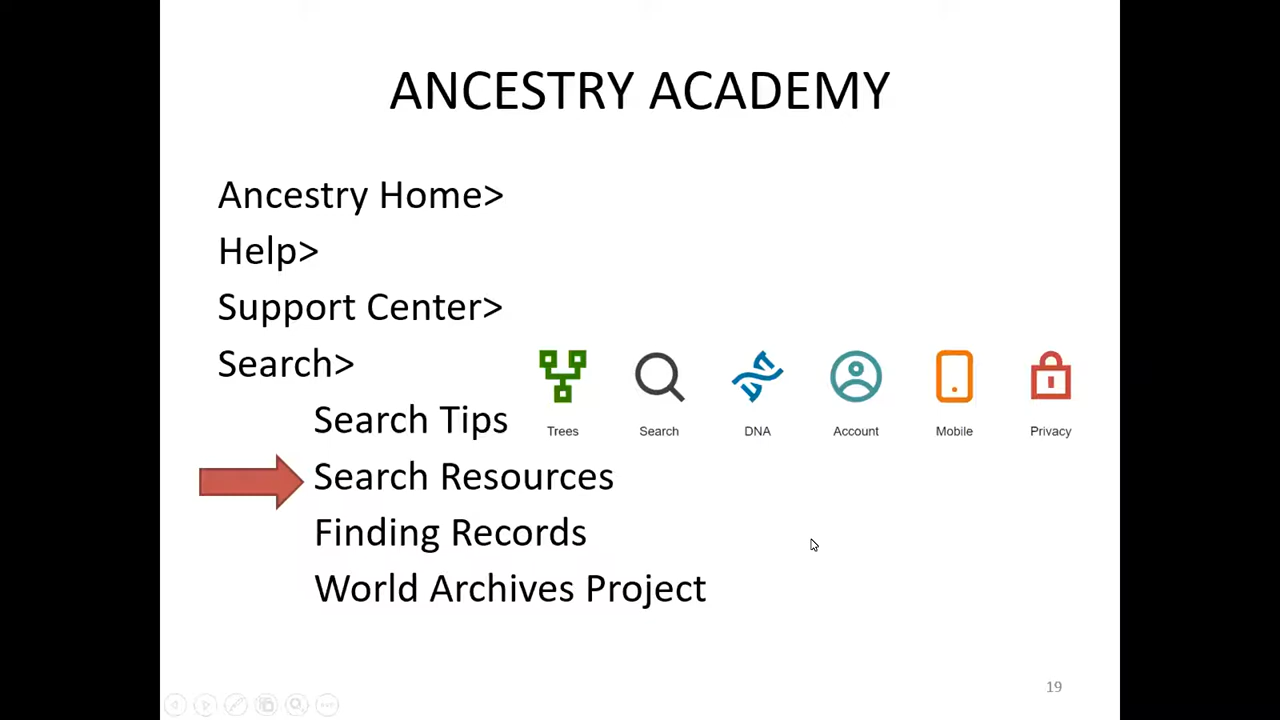 ANCESTRY ACADEMY
Ancestry Home>
Help>
Support Center>
Search>
Search Tips
Trees Search DNA Account Mobile Privacy
Search Resources
Finding Records
World Archives Project
19